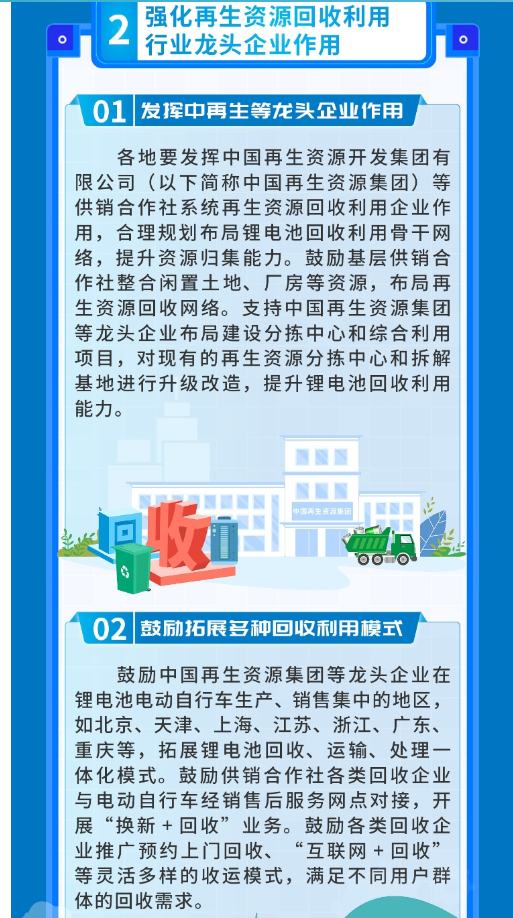 2
强化再生资源回收利用
行业龙头企业作用
01 发挥中再生等龙头企业作用
各地要发挥中国再生资源开发集团有
限公司（以下简称中国再生资源集团）等
供销合作社系统再生资源回收利用企业作
用，合理规划布局锂电池回收利用骨干网
络，提升资源归集能力。鼓励基层供销合
作社整合闲置土地、厂房等资源，布局再
生资源回收网络。支持中国再生资源集团
等龙头企业布局建设分拣中心和综合利用
项目，对现有的再生资源分拣中心和拆解
基地进行升级改造，提升锂电池回收利用
能力。
中国再生资源集团
回收
02 鼓励拓展多种回收利用模式
鼓励中国再生资源集团等龙头企业在
锂电池电动自行车生产、销售集中的地区，
如北京、天津、上海、江苏、浙江、广东、
重庆等，拓展锂电池回收、运输、处理一
体化模式。鼓励供销合作社各类回收企业
与电动自行车经销售后服务网点对接，开
展“换新+回收”业务。鼓励各类回收企
业推广预约上门回收、“互联网+回收”
等灵活多样的收运模式，满足不同用户群
体的回收需求。